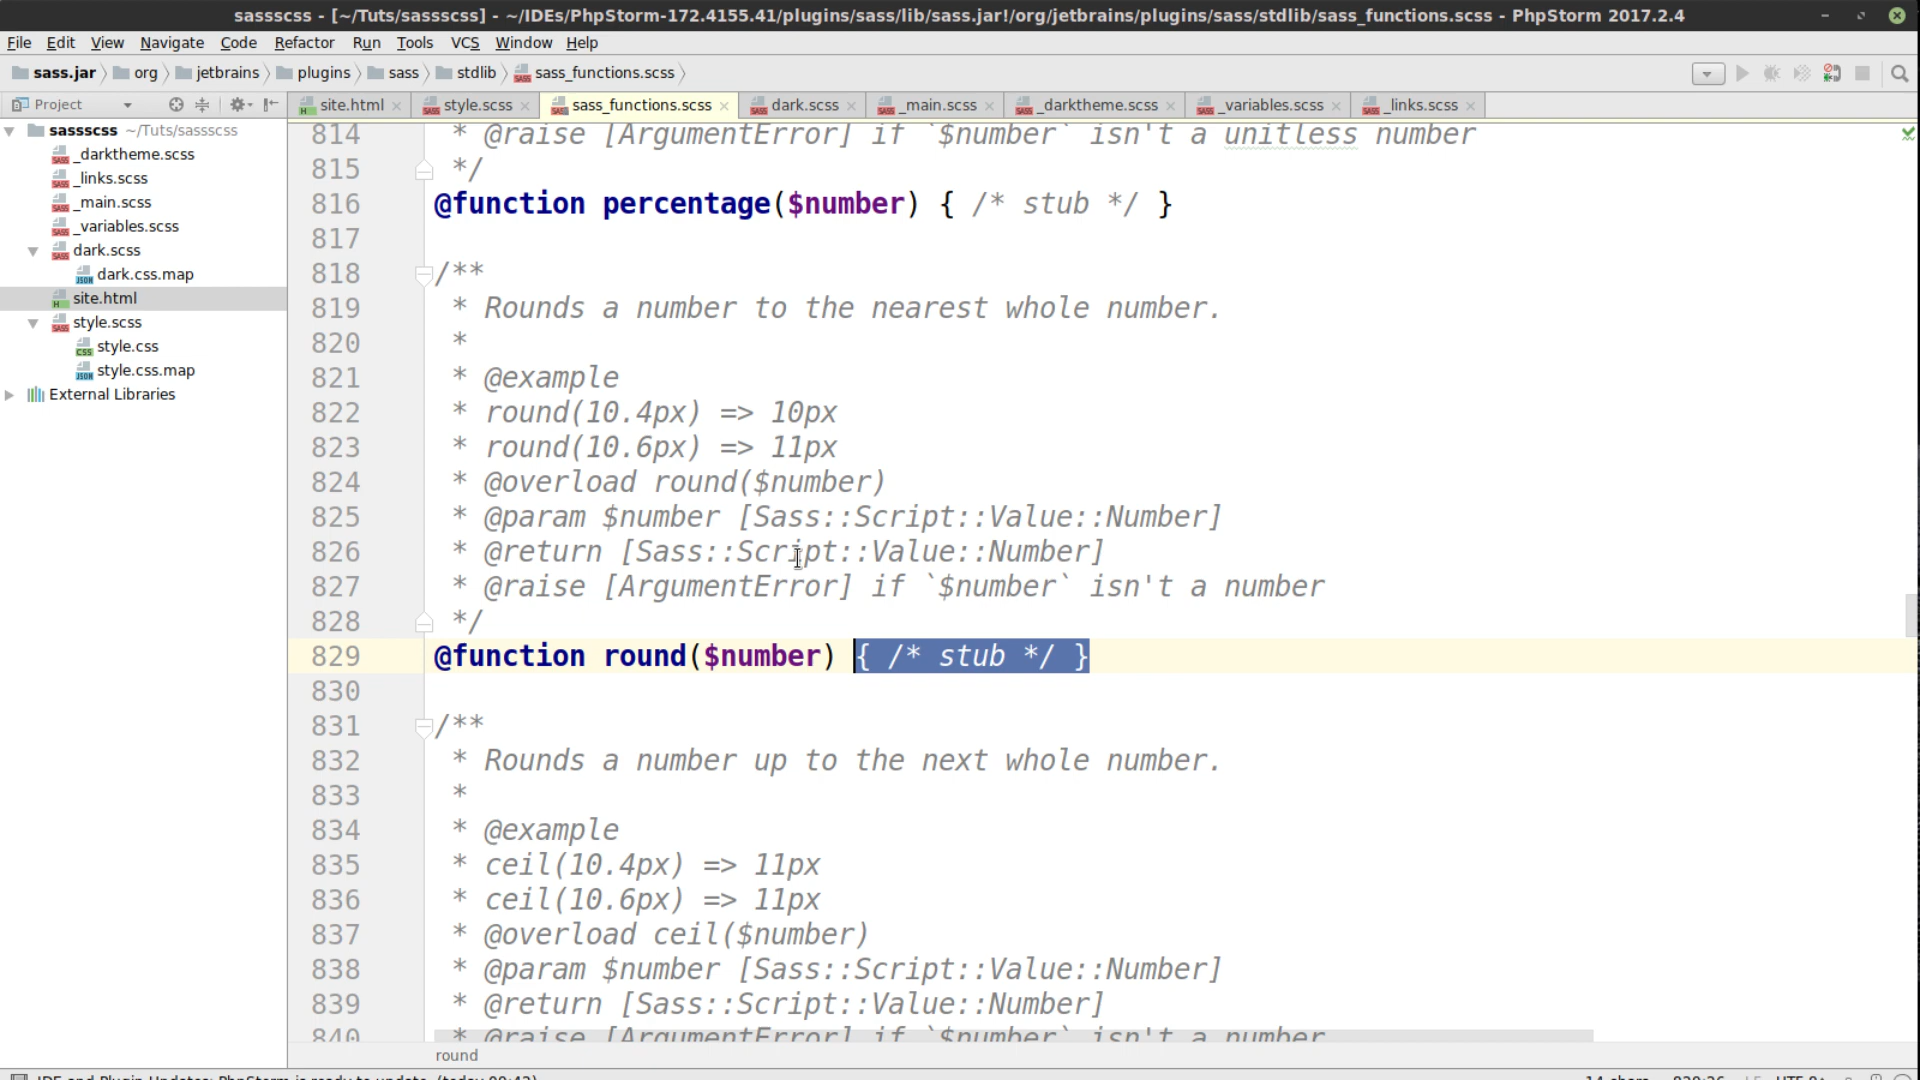 sassscss - [~/Tuts/sassscss] - ~/IDEs/PhpStorm-172.4155.41/plugins/sass/lib/sass.jar!/org/jetbrains/plugins/sass/stdlib/sass_functions.scss - PhpStorm 2017.2.4
File Edit View Navigate Code Refactor Run Tools VCS Window Help
sass.jar org jetbrains plugins sass stdlib sass_functions.scss
Project site.html style.scss sass_functions.scss dark.scss _main.scss _darktheme.scss _variables.scss _links.scss
sassscss ~/Tuts/sassscss
_darktheme.scss
_links.scss
_main.scss
_variables.scss
dark.scss
dark.css.map
site.html
style.scss
style.css
style.css.map
External Libraries
814 * @raise [ArgumentError] if `$number` isn't a unitless number
815 */
816 @function percentage($number) { /* stub */ }
817
818 /**
819 * Rounds a number to the nearest whole number.
820 *
821 * @example
822 * round(10.4px) => 10px
823 * round(10.6px) => 11px
824 * @overload round($number)
825 * @param $number [Sass::Script::Value::Number]
826 * @return [Sass::Script::Value::Number]
827 * @raise [ArgumentError] if `$number` isn't a number
828 */
829 @function round($number) { /* stub */ }
830
831 /**
832 * Rounds a number up to the next whole number.
833 *
834 * @example
835 * ceil(10.4px) => 11px
836 * ceil(10.6px) => 11px
837 * @overload ceil($number)
838 * @param $number [Sass::Script::Value::Number]
839 * @return [Sass::Script::Value::Number]
840 * @raise [ArgumentError] if `$number` isn't a number
round
IDE and Plugin Updates: PhpStorm is ready to update. (today 09:42) 14 chars 829:26 UTF-8